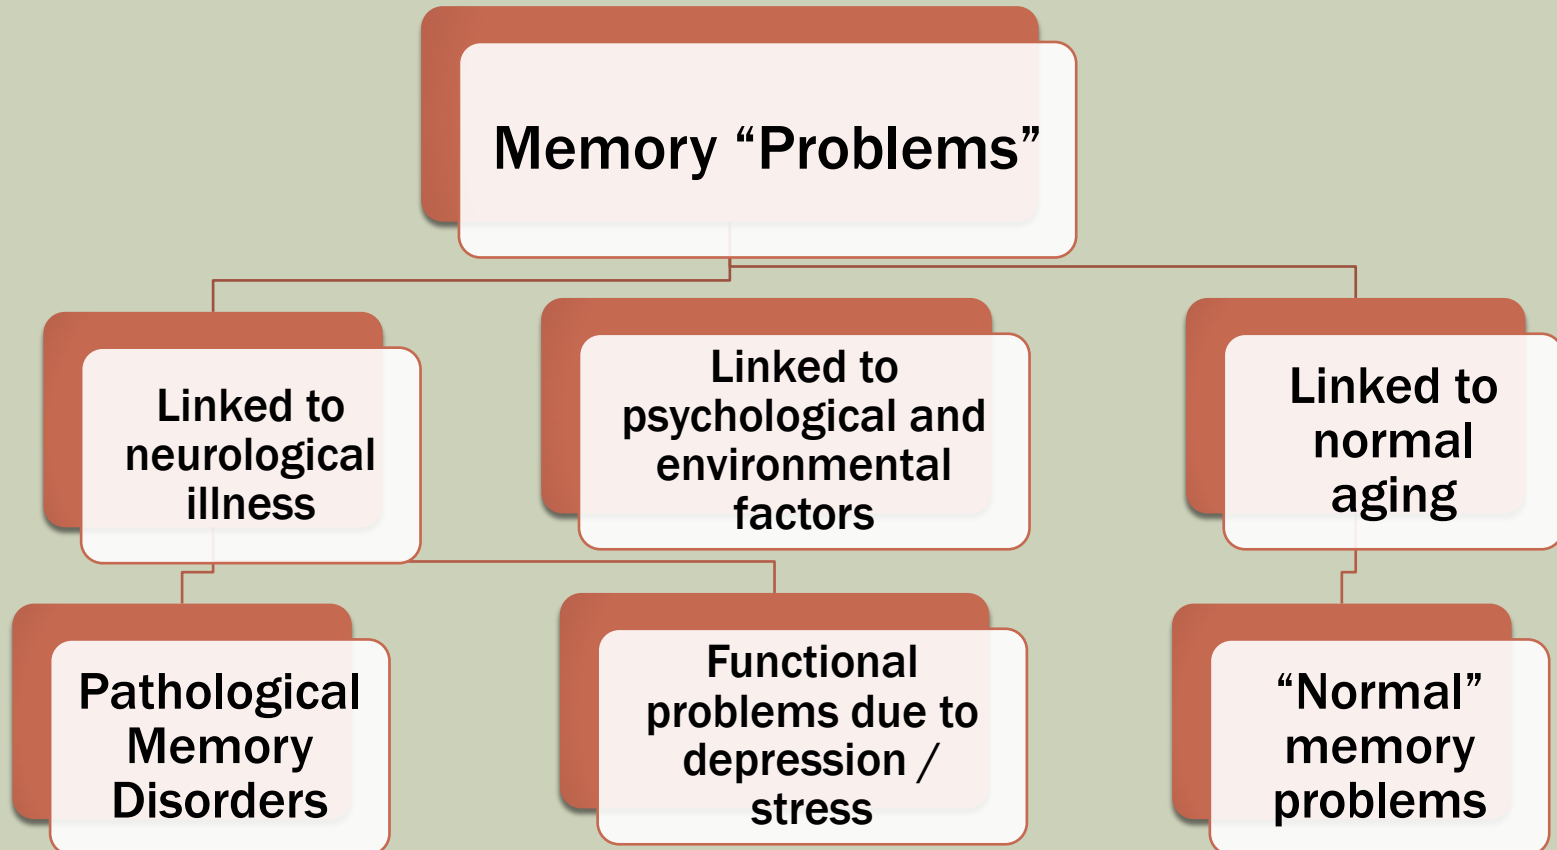 Memory “Problems”
Linked to
neurological
illness
Linked to
psychological and
environmental
factors
Linked to
normal
aging
Pathological
Memory
Disorders
Functional
problems due to
depression /
stress
“Normal”
memory
problems